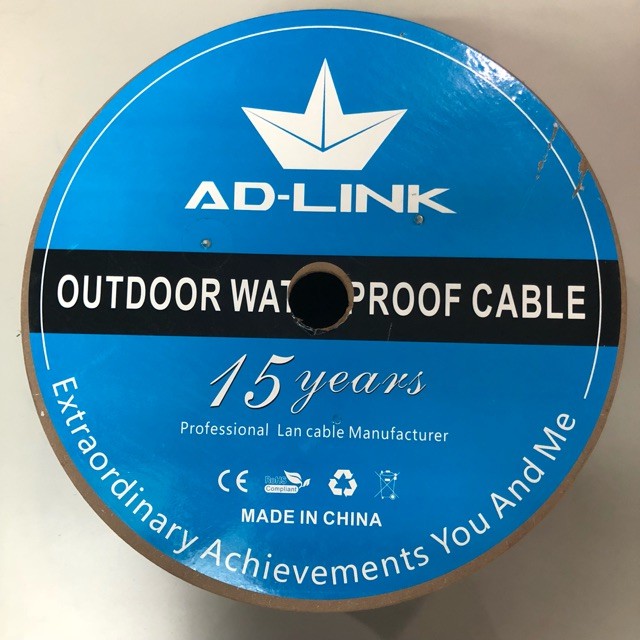 AD-LINK
OUTDOOR WAT PROOF CABLE
15 years
Professional Lan cable Manufacturer
CE RoHS
Compliant
MADE IN CHINA
Extraordinary Achievements You And Me